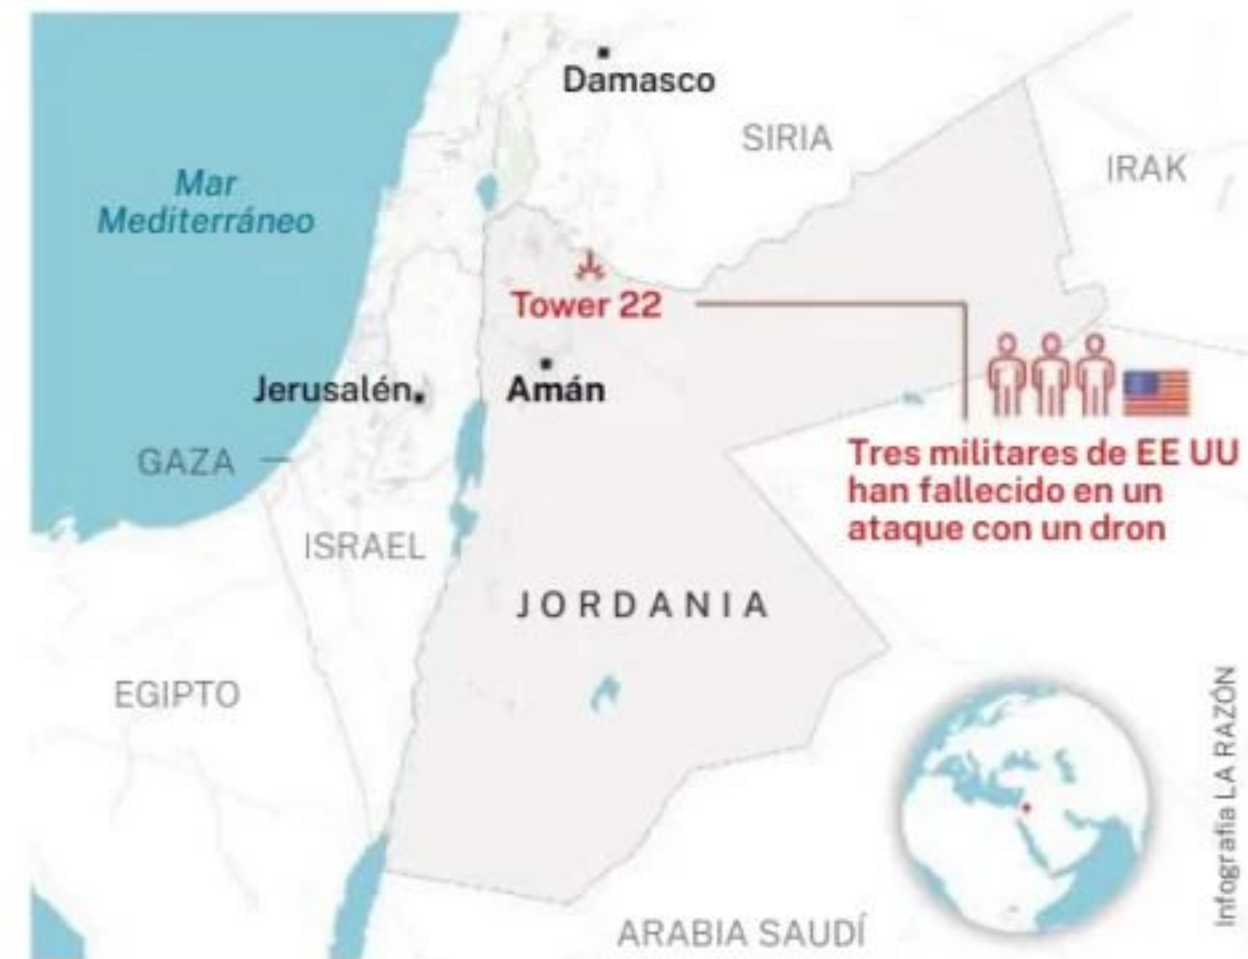 Damasco
SIRIA
IRAK
Mar
Mediterráneo
Tower 22
Jerusalén
Amán
GAZA
Tres militares de EE UU
han fallecido en un
ataque con un dron
ISRAEL
JORDANIA
EGIPTO
ARABIA SAUDÍ
Infografía LA RAZÓN